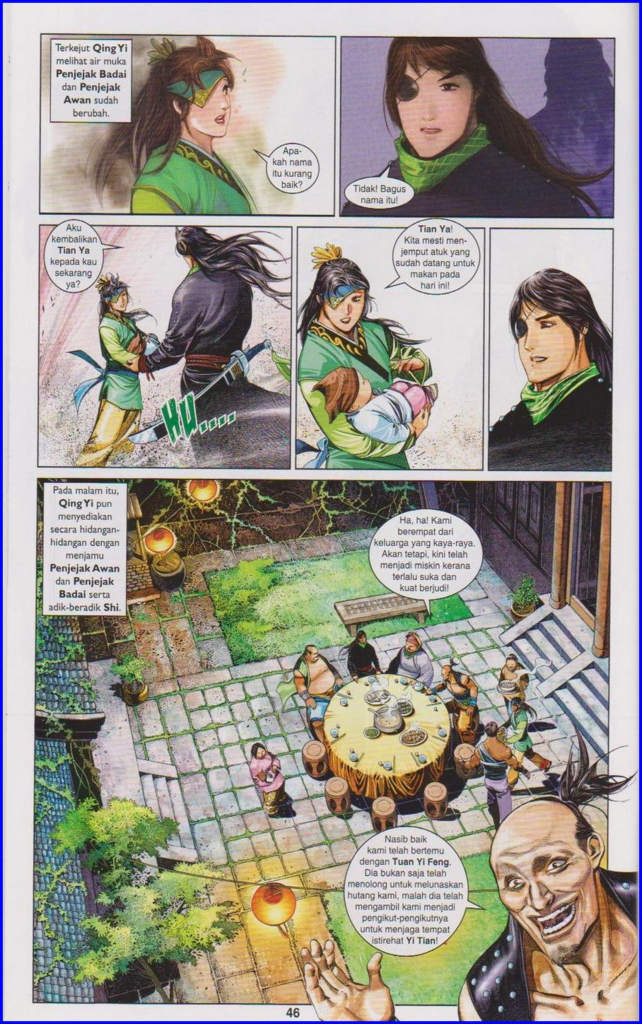 Terkejut Qing Yi
melihat air muka
Penjejak Badai
dan Penjejak
Awan sudah
berubah.
Apa-
kah nama
itu kurang
baik?
Tidak! Bagus
nama itu!
Aku
kembalikan
Tian Ya
kepada kau
sekarang
ya?
HU....
Tian Ya!
Kita mesti men-
jemput atuk yang
sudah datang untuk
makan pada
hari ini!
Pada malam itu,
Qing Yi pun
menyediakan
secara hidangan-
hidangan dengan
menjamu
Penjejak Awan
dan Penjejak
Badai serta
adik-beradik Shi.
Ha, ha! Kami
berempat dari
keluarga yang kaya-raya.
Akan tetapi, kini telah
menjadi miskin kerana
terlalu suka dan
kuat berjudi!
Nasib baik
kami telah bertemu
dengan Tuan Yi Feng.
Dia bukan saja telah
menolong untuk melunaskan
hutang kami, malah dia telah
mengambil kami menjadi
pengikut-pengikutnya
untuk menjaga tempat
istirehat Yi Tian!
46